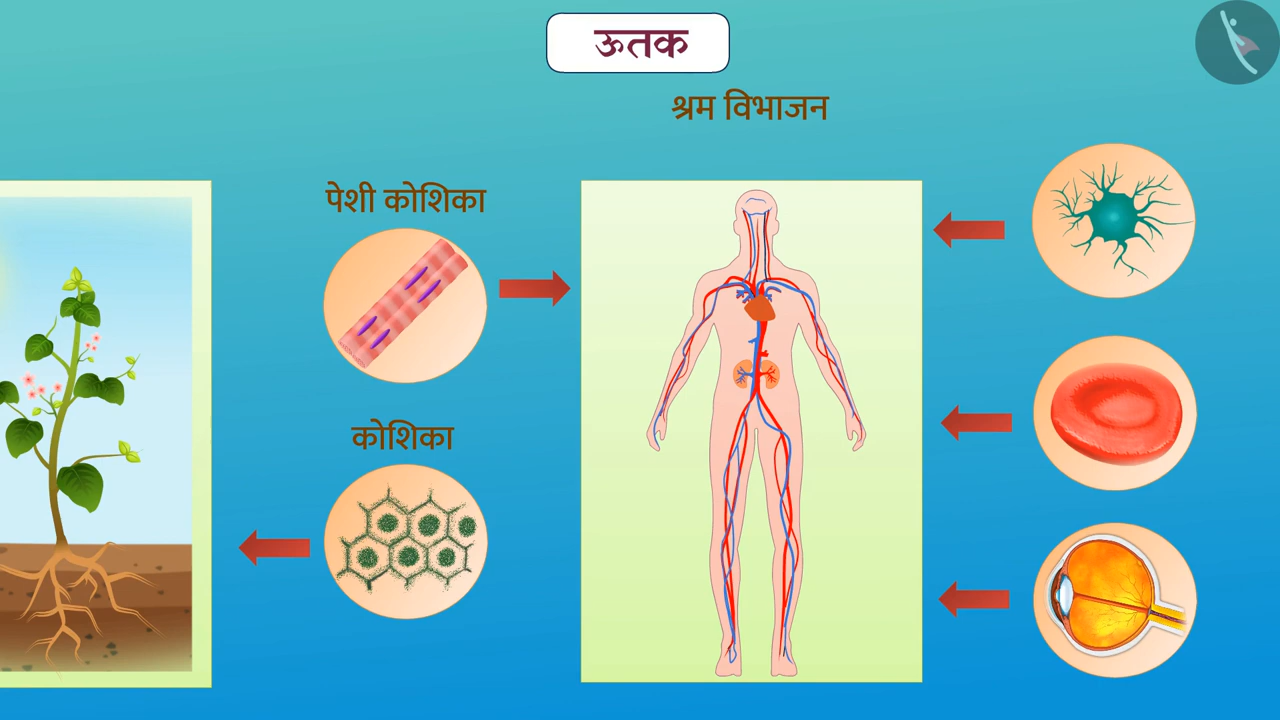 ऊतक
श्रम विभाजन
पेशी कोशिका
कोशिका